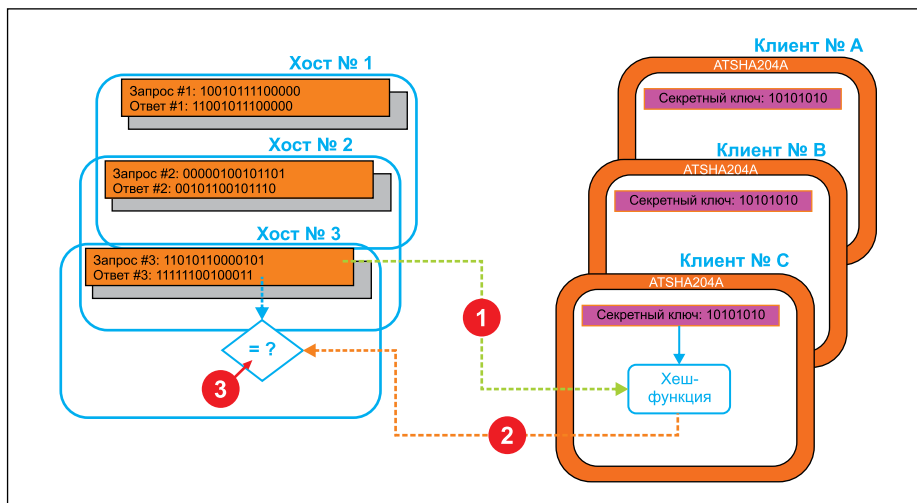 Хост № 1
Запрос #1: 10010111100000
Ответ #1: 11001011100000
Хост № 2
Запрос #2: 00000100101101
Ответ #2: 00101100101110
Хост № 3
Запрос #3: 11010110000101
Ответ #3: 11111100100011
= ?
3
1
2
Клиент № A
ATSHA204A
Секретный ключ: 10101010
Клиент № B
ATSHA204A
Секретный ключ: 10101010
Клиент № C
ATSHA204A
Секретный ключ: 10101010
Хеш-
функция